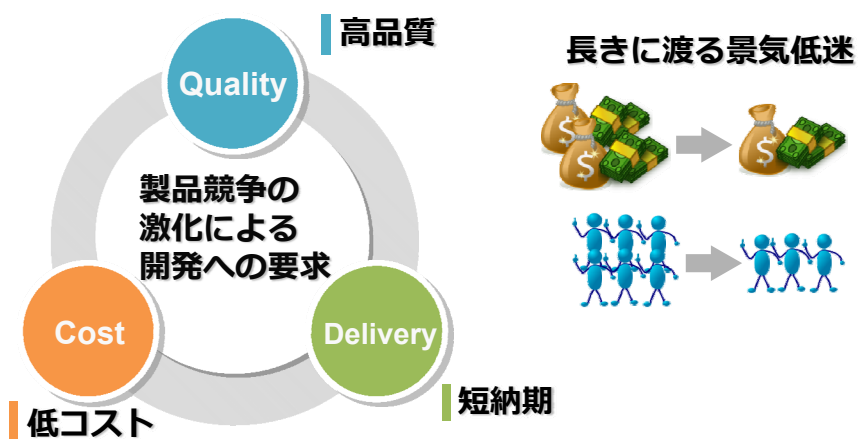 高品質
Quality
製品競争の
激化による
開発への要求
Cost
Delivery
低コスト
短納期
長きに渡る景気低迷
$
$
$